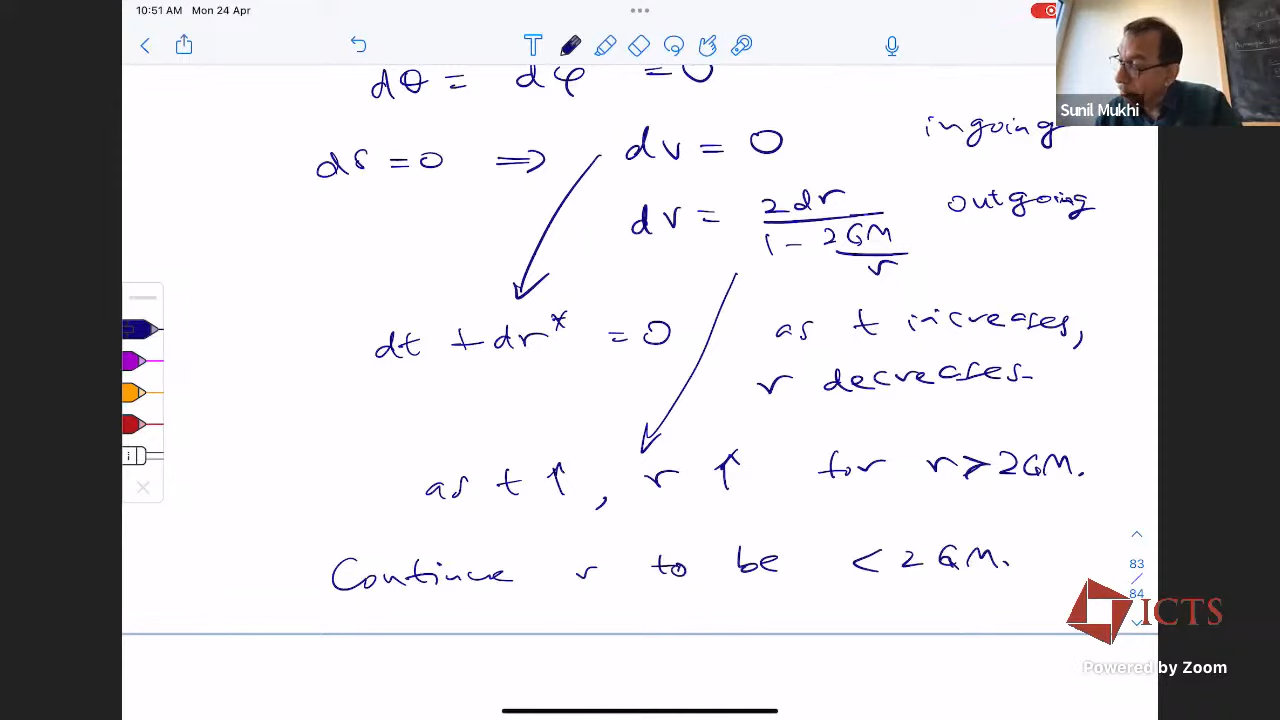 10:51 AM Mon 24 Apr
Sunil Mukhi
dθ = dφ = 0
ds = 0 ⇒ dv = 0 ingoing
dv = 2dr / (1 - 2GM/r) outgoing
dt + dr* = 0 as t increases,
r decreases.
as t ↑, r ↑ for r > 2GM.
Continue r to be < 2GM.
83
/
84
ICTS
Powered by Zoom